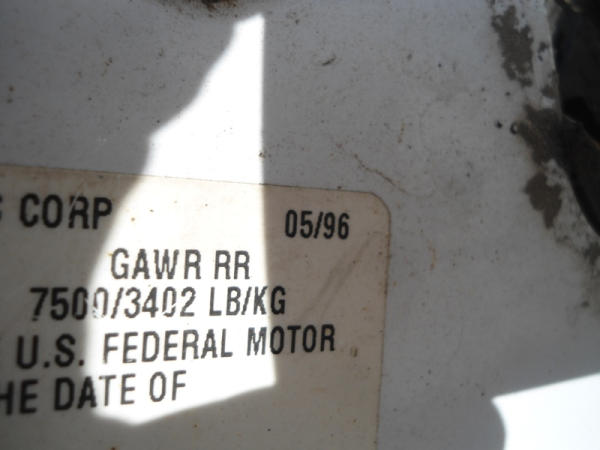 CORP 05/96
GAWR RR
7500/3402 LB/KG
U.S. FEDERAL MOTOR
HE DATE OF